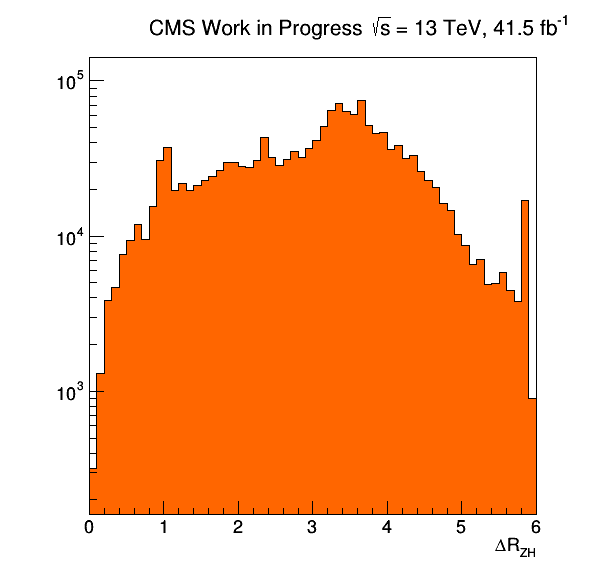 CMS Work in Progress √s = 13 TeV, 41.5 fb⁻¹
10⁵
10⁴
10³
0 1 2 3 4 5 6
ΔR_ZH